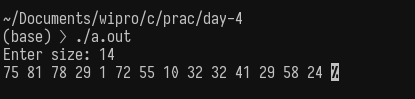 ~/Documents/wipro/c/prac/day-4
(base) > ./a.out
Enter size: 14
75 81 78 29 1 72 55 10 32 32 41 29 58 24 %